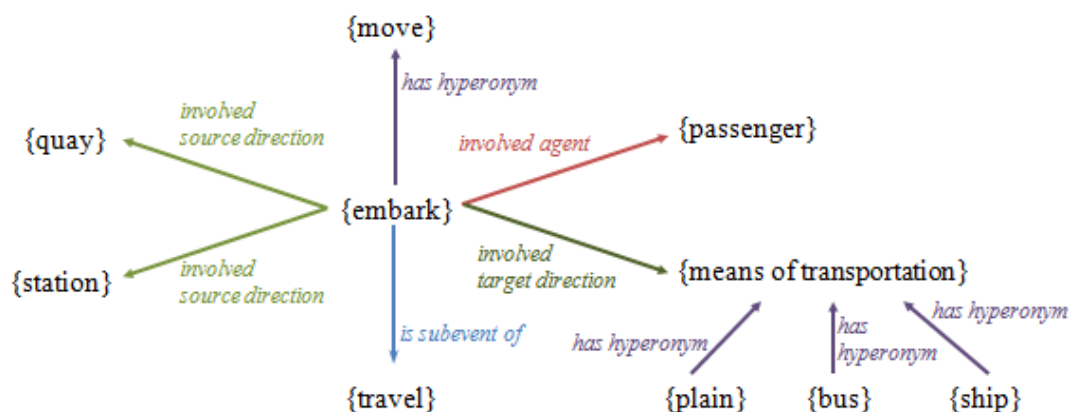 {move}
has hyperonym
involved
source direction
{quay}
involved agent
{passenger}
{embark}
{station}
involved
source direction
involved
target direction
{means of transportation}
is subevent of
has hyperonym
has
hyperonym
has hyperonym
{travel}
{plain}
{bus}
{ship}